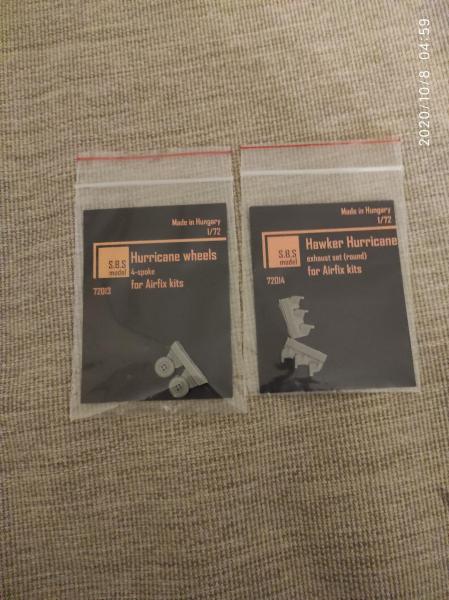 2020/10/8 04:59
Made in Hungary
1/72
S.B.S
model
Hurricane wheels
4-spoke
for Airfix kits
72013
Made in Hungary
1/72
S.B.S
model
Hawker Hurricane
exhaust set (round)
for Airfix kits
72014